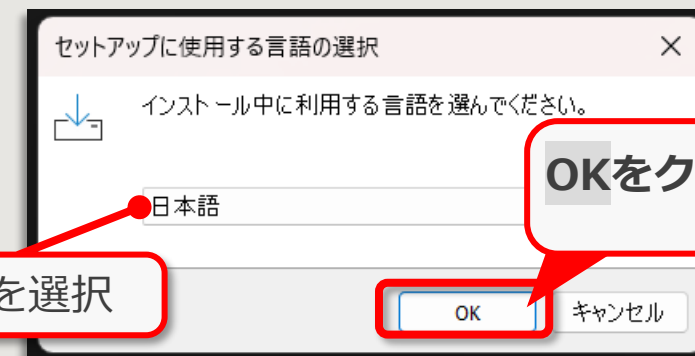 セットアップに使用する言語の選択
インストール中に利用する言語を選んでください。
OKをク
日本語
を選択
OK
キャンセル